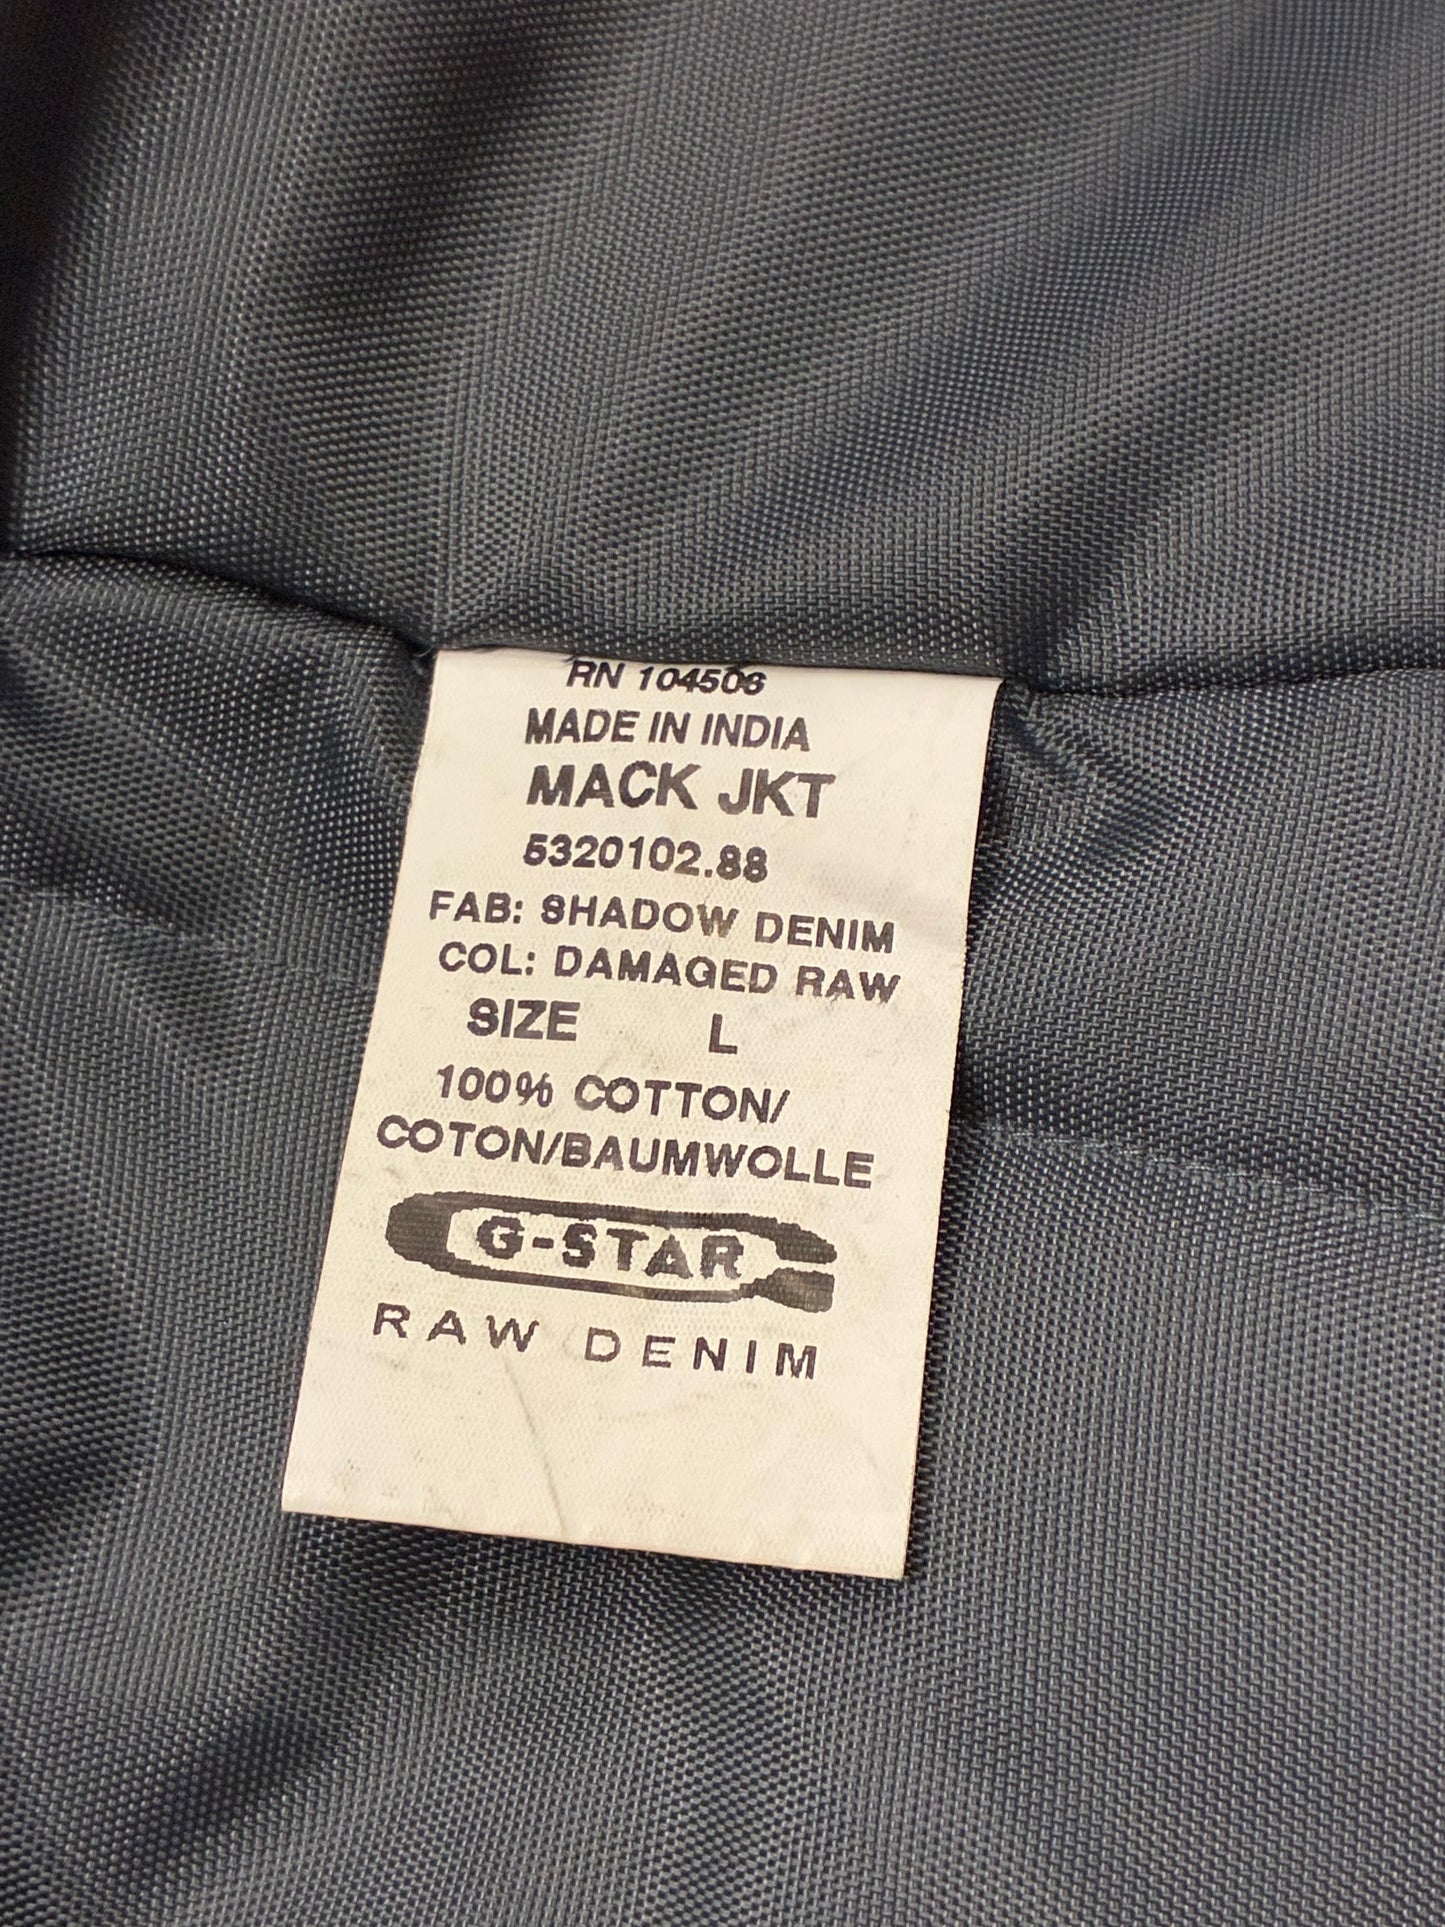 RN 104506
MADE IN INDIA
MACK JKT
5320102.88
FAB: SHADOW DENIM
COL: DAMAGED RAW
SIZE L
100% COTTON/
COTON/BAUMWOLLE
G-STAR
RAW DENIM